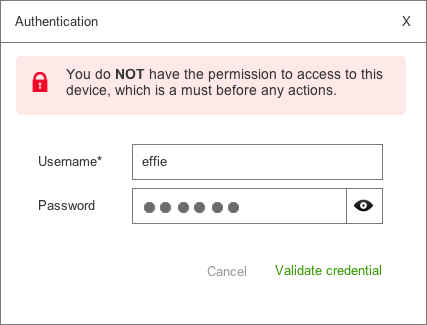 Authentication X
You do NOT have the permission to access to this
device, which is a must before any actions.
Username* effie
Password ●●●●●●
Cancel Validate credential